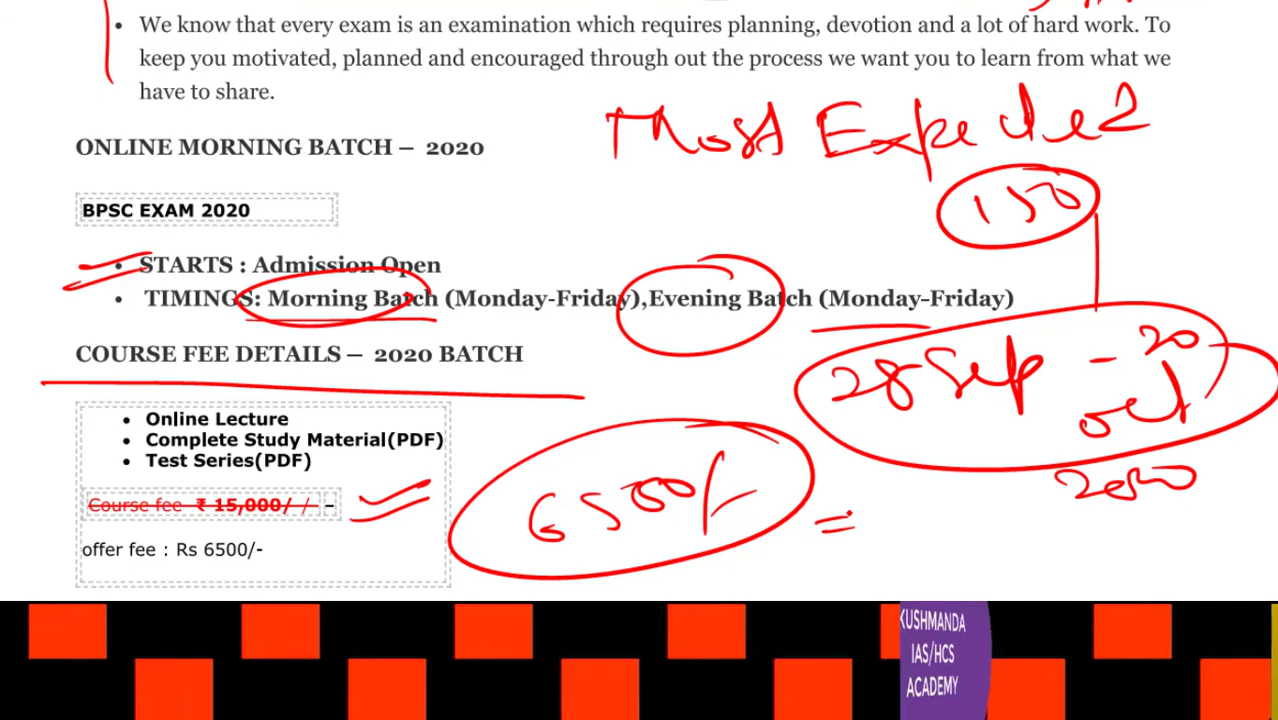 • We know that every exam is an examination which requires planning, devotion and a lot of hard work. To
keep you motivated, planned and encouraged through out the process we want you to learn from what we
have to share.
Most Expected
ONLINE MORNING BATCH – 2020
150
BPSC EXAM 2020
• STARTS : Admission Open
• TIMINGS: Morning Batch (Monday-Friday),Evening Batch (Monday-Friday)
28 Sep - 20
oct
2020
COURSE FEE DETAILS – 2020 BATCH
• Online Lecture
• Complete Study Material(PDF)
• Test Series(PDF)
Course fee ₹ 15,000/ / –
6500/-
=
offer fee : Rs 6500/-
KUSHMANDA
IAS/HCS
ACADEMY